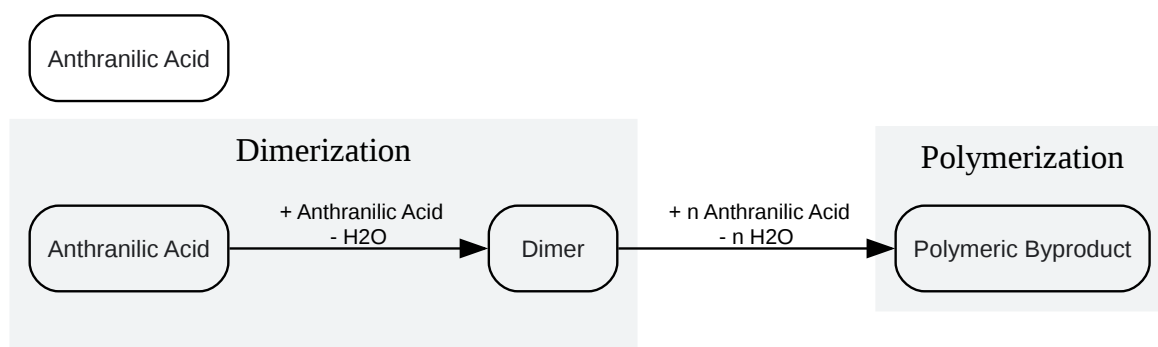 Anthranilic Acid
Dimerization
Polymerization
Anthranilic Acid
+ Anthranilic Acid
- H2O
Dimer
+ n Anthranilic Acid
- n H2O
Polymeric Byproduct